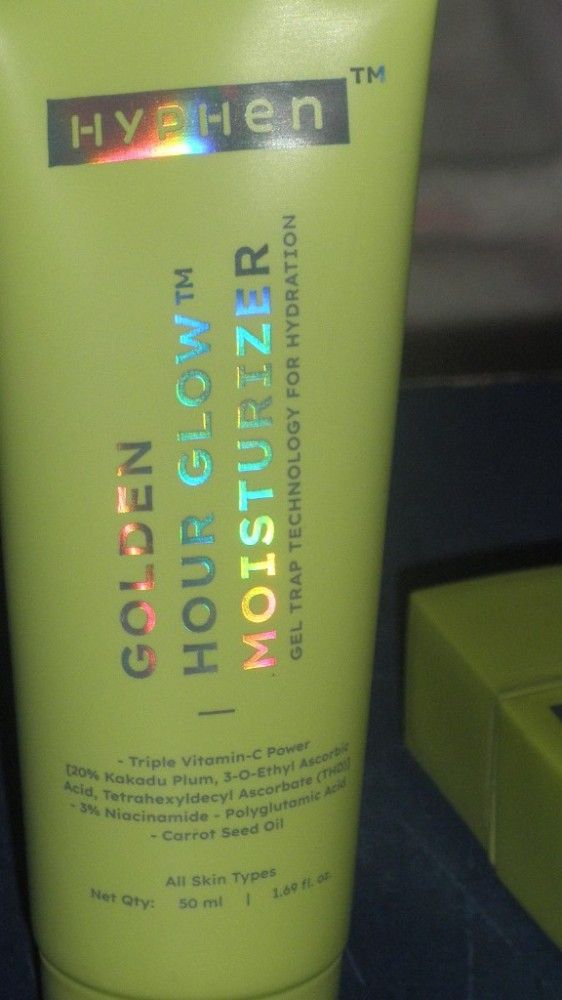 HyPHen™
GOLDEN
HOUR GLOW™
MOISTURIZER
GEL TRAP TECHNOLOGY FOR HYDRATION
- Triple Vitamin-C Power
[20% Kakadu Plum, 3-O-Ethyl Ascorbic
Acid, Tetrahexyldecyl Ascorbate (THD)]
- 3% Niacinamide - Polyglutamic Acid
- Carrot Seed Oil
All Skin Types
Net Qty: 50 ml | 1.69 fl. oz.